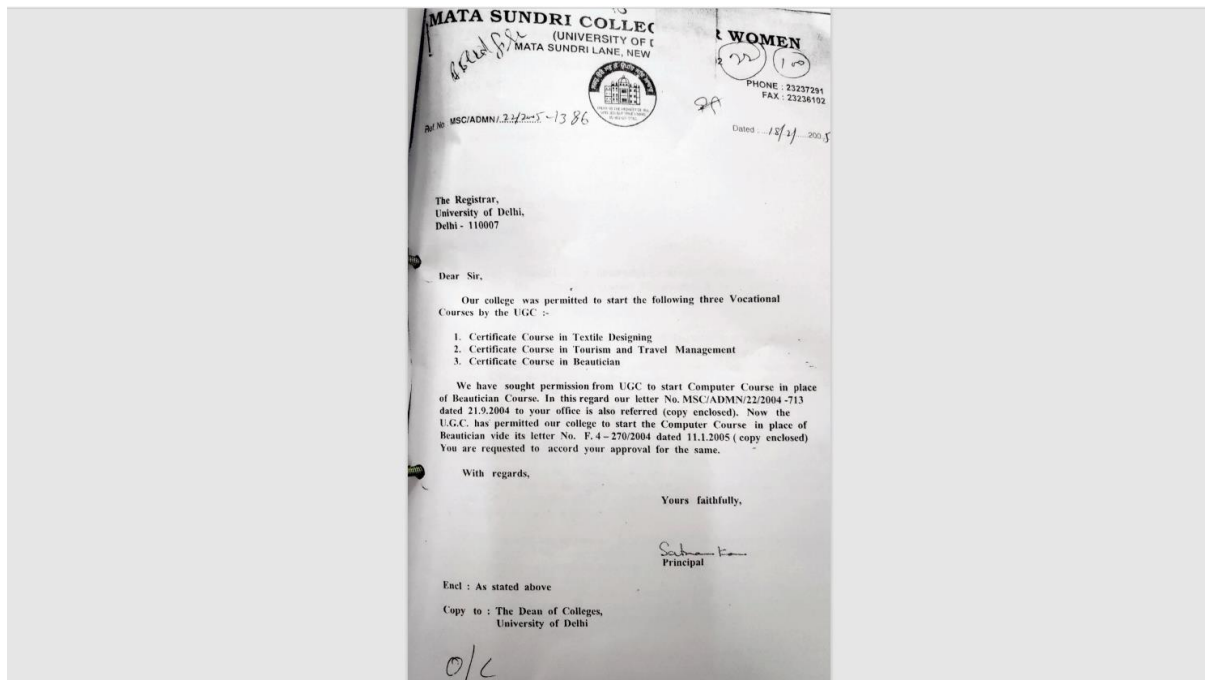 MATA SUNDRI COLLEG
R WOMEN
(UNIVERSITY OF D
MATA SUNDRI LANE, NEW
22
100
PHONE : 23237291
FAX : 23236102
Ref No MSC/ADMN/ 22/2005-1386
Dated 18/2/ 2005
The Registrar,
University of Delhi,
Delhi - 110007
Dear Sir,
Our college was permitted to start the following three Vocational
Courses by the UGC :-
1. Certificate Course in Textile Designing
2. Certificate Course in Tourism and Travel Management
3. Certificate Course in Beautician
We have sought permission from UGC to start Computer Course in place
of Beautician Course. In this regard our letter No. MSC/ADMN/22/2004 -713
dated 21.9.2004 to your office is also referred (copy enclosed). Now the
U.G.C. has permitted our college to start the Computer Course in place of
Beautician vide its letter No. F. 4 – 270/2004 dated 11.1.2005 ( copy enclosed)
You are requested to accord your approval for the same.
With regards,
Yours faithfully,
Principal
Encl : As stated above
Copy to : The Dean of Colleges,
University of Delhi
O/C